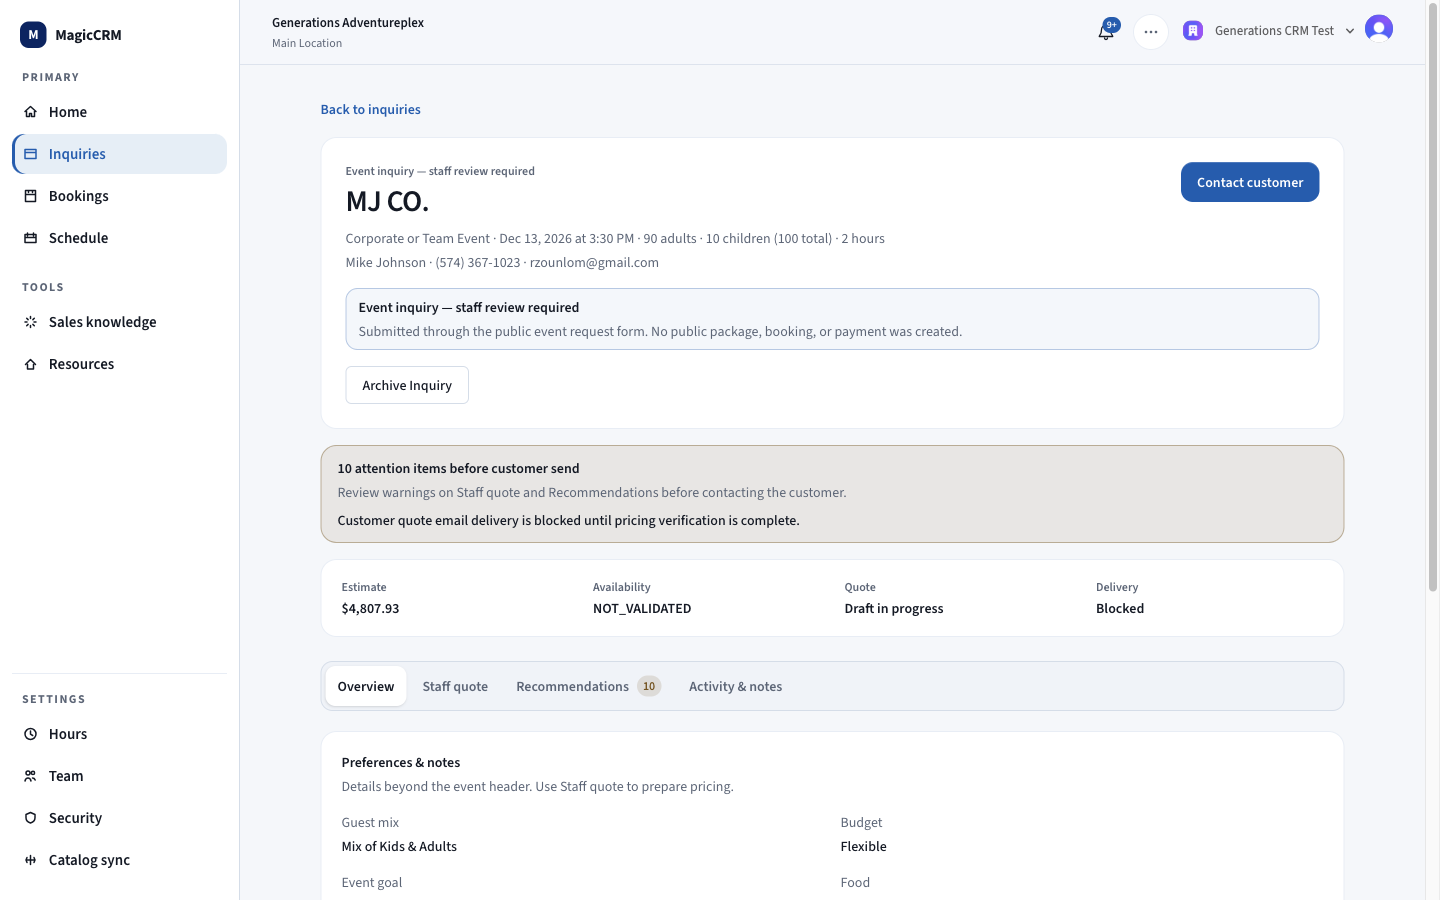 M MagicCRM
PRIMARY
Home
Inquiries
Bookings
Schedule
TOOLS
Sales knowledge
Resources
SETTINGS
Hours
Team
Security
Catalog sync
Generations Adventureplex
Main Location
9+
Generations CRM Test
Back to inquiries
Event inquiry — staff review required
MJ CO.
Contact customer
Corporate or Team Event · Dec 13, 2026 at 3:30 PM · 90 adults · 10 children (100 total) · 2 hours
Mike Johnson · (574) 367-1023 · rzounlom@gmail.com
Event inquiry — staff review required
Submitted through the public event request form. No public package, booking, or payment was created.
Archive Inquiry
10 attention items before customer send
Review warnings on Staff quote and Recommendations before contacting the customer.
Customer quote email delivery is blocked until pricing verification is complete.
Estimate
$4,807.93
Availability
NOT_VALIDATED
Quote
Draft in progress
Delivery
Blocked
Overview
Staff quote
Recommendations 10
Activity & notes
Preferences & notes
Details beyond the event header. Use Staff quote to prepare pricing.
Guest mix
Mix of Kids & Adults
Budget
Flexible
Event goal
Food